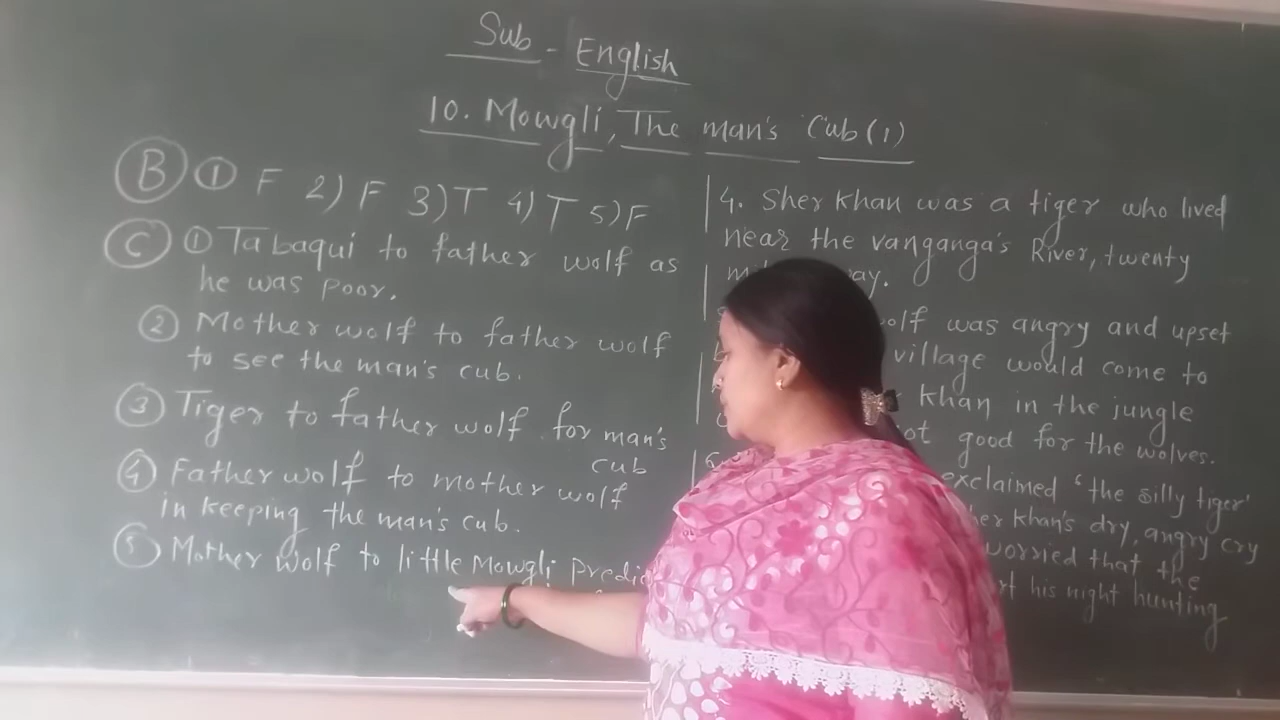 Sub - English
10. Mowgli, The man's Cub (1)
B 1 F 2) F 3) T 4) T 5) F
C 1 Tabaqui to father wolf as
he was poor.
2 Mother wolf to father wolf
to see the man's cub.
3 Tiger to father wolf for man's
cub
4 Father wolf to mother wolf
in keeping the man's cub.
5 Mother wolf to little Mowgli
4. Sher khan was a tiger who lived
near the vanganga's River, twenty
wolf was angry and upset
village would come to
khan in the jungle
not good for the wolves.
exclaimed 'the silly tiger'
khan's dry, angry cry
worried that the
his night hunting